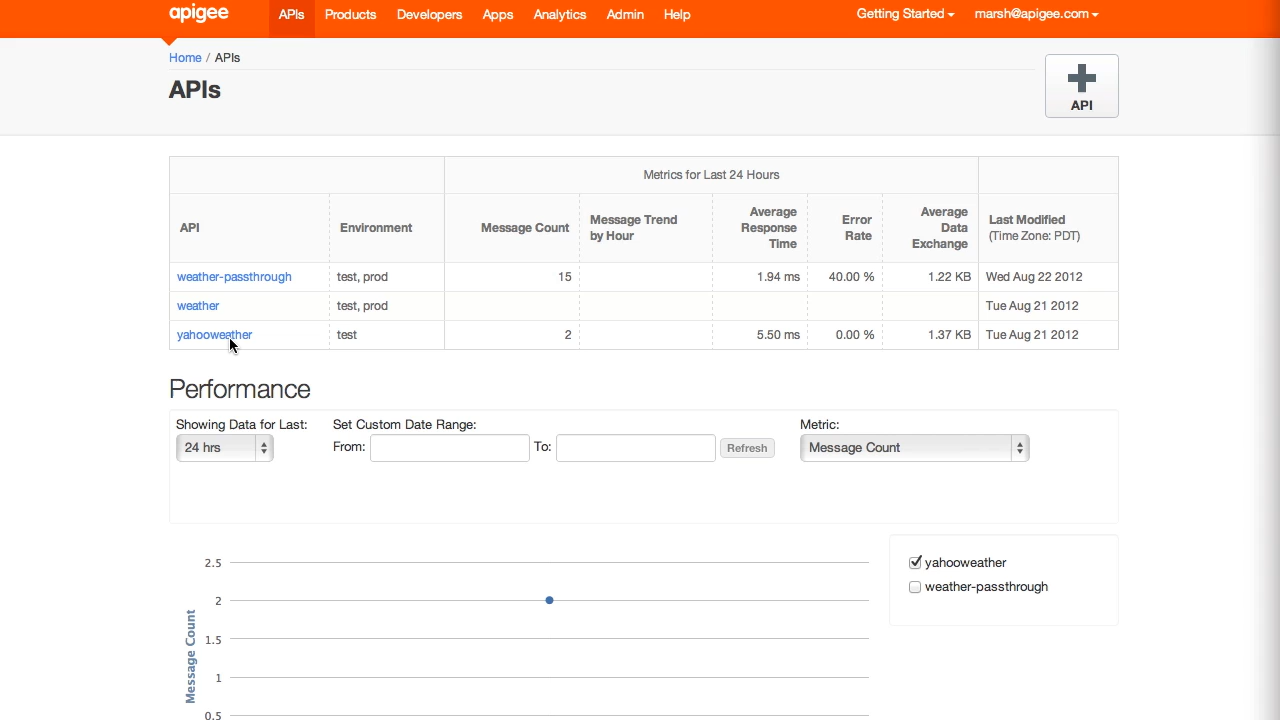 apigee APIs Products Developers Apps Analytics Admin Help Getting Started marsh@apigee.com
Home / APIs
APIs
API
Metrics for Last 24 Hours
API Environment Message Count Message Trend by Hour Average Response Time Error Rate Average Data Exchange Last Modified (Time Zone: PDT)
weather-passthrough test, prod 15 1.94 ms 40.00 % 1.22 KB Wed Aug 22 2012
weather test, prod Tue Aug 21 2012
yahooweather test 2 5.50 ms 0.00 % 1.37 KB Tue Aug 21 2012
Performance
Showing Data for Last: Set Custom Date Range: Metric:
24 hrs From: To: Refresh Message Count
2.5
2
1.5
1
0.5
Message Count
yahooweather
weather-passthrough